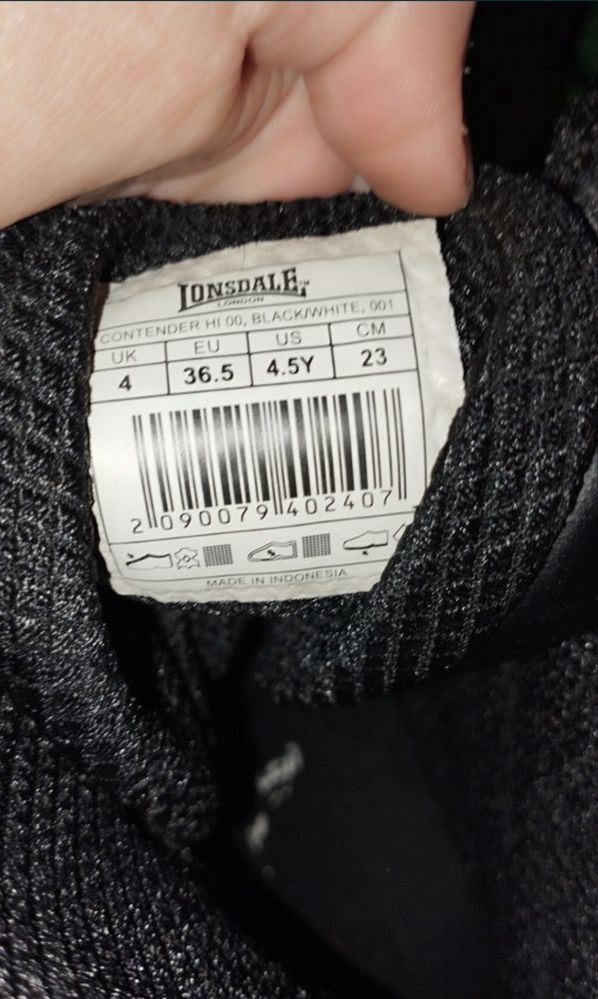 LONSDALE™
LONDON
CONTENDER HI 00, BLACK/WHITE, 001
UK EU US CM
4 36.5 4.5Y 23
2 090079 402407
MADE IN INDONESIA